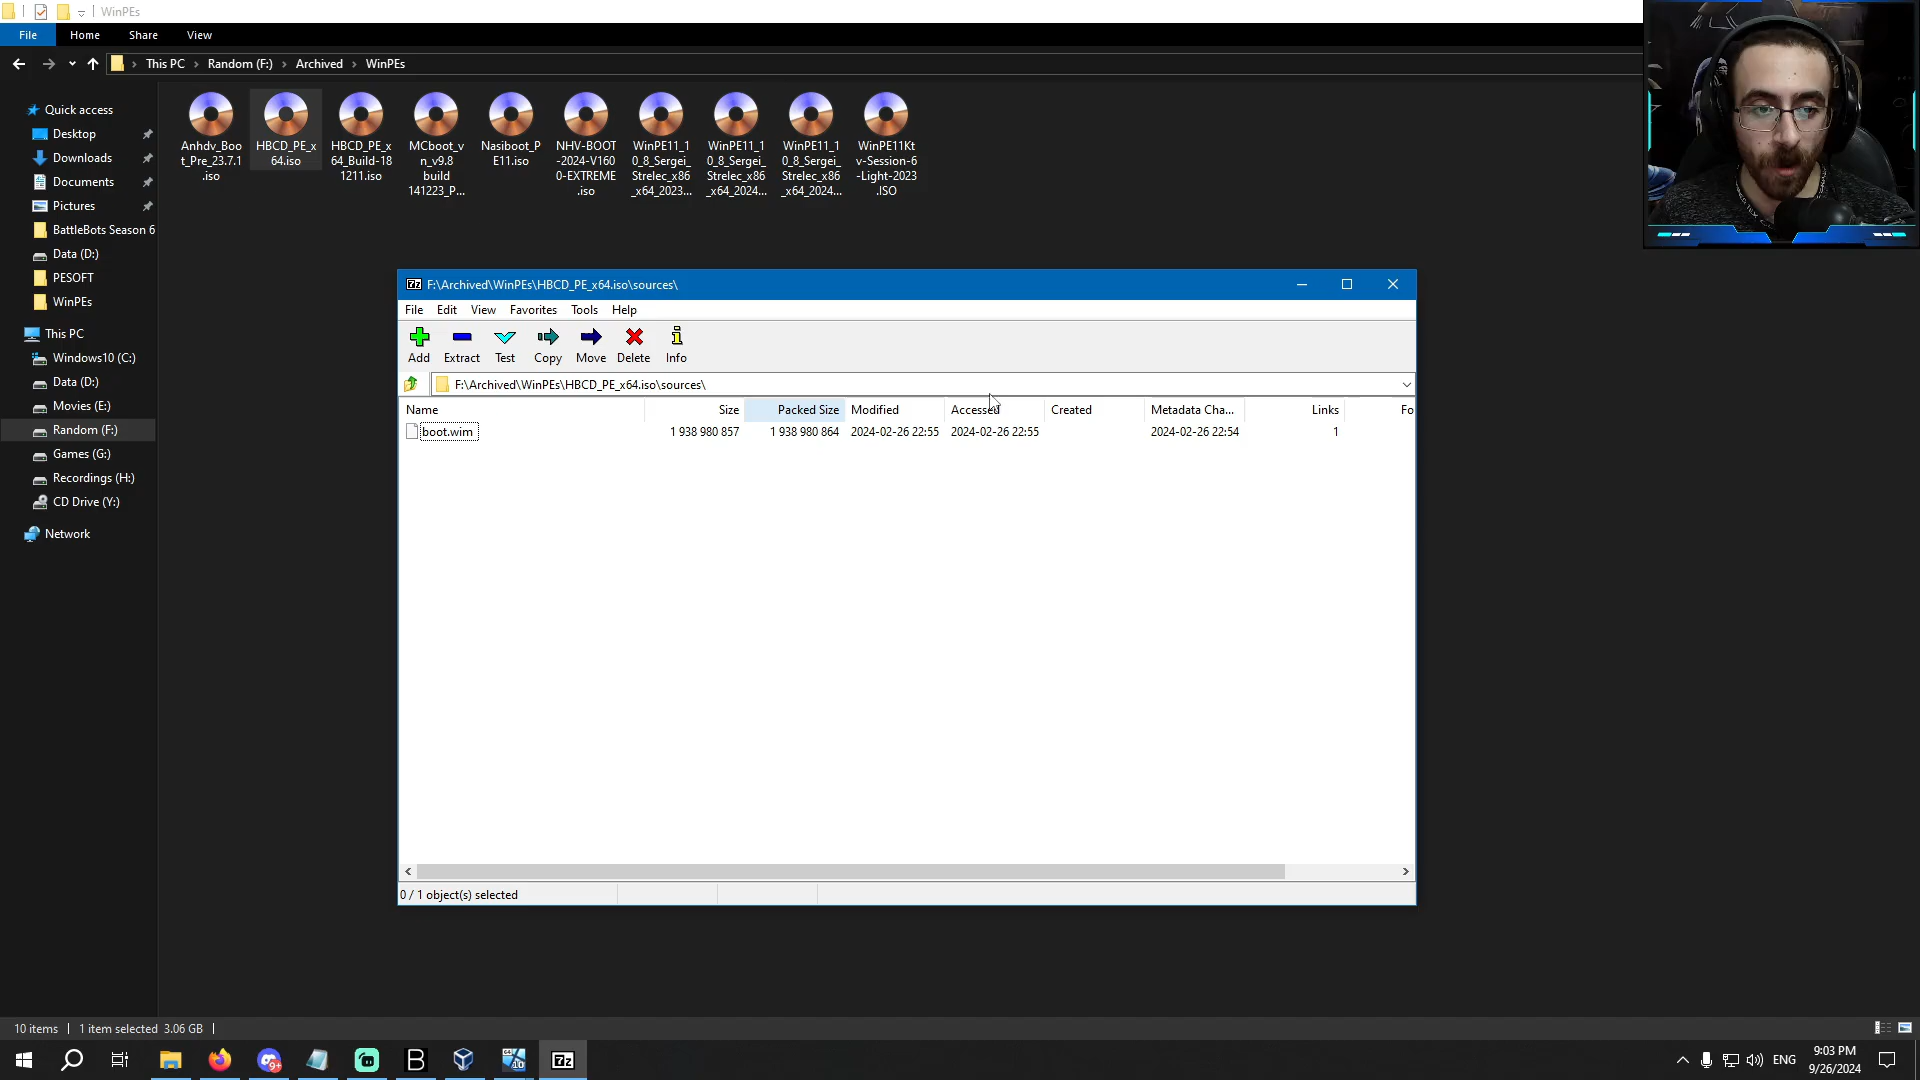 WinPEs
File Home Share View
This PC Random (F:) Archived WinPEs
Quick access
Desktop
Downloads
Documents
Pictures
BattleBots Season 6
Data (D:)
PESOFT
WinPEs
This PC
Windows10 (C:)
Data (D:)
Movies (E:)
Random (F:)
Games (G:)
Recordings (H:)
CD Drive (Y:)
Network
Anhdv_Boo
t_Pre_23.7.1
.iso
HBCD_PE_x
64.iso
HBCD_PE_x
64_Build-18
1211.iso
MCboot_v
n_v9.8
build
141223_P...
Nasiboot_P
E11.iso
NHV-BOOT
-2024-V160
0-EXTREME
.iso
WinPE11_1
0_8_Sergei_
Strelec_x86
_x64_2023...
WinPE11_1
0_8_Sergei_
Strelec_x86
_x64_2024...
WinPE11_1
0_8_Sergei_
Strelec_x86
_x64_2024...
WinPE11Kt
v-Session-6
-Light-2023
.ISO
7z F:\Archived\WinPEs\HBCD_PE_x64.iso\sources\
File Edit View Favorites Tools Help
Add Extract Test Copy Move Delete Info
F:\Archived\WinPEs\HBCD_PE_x64.iso\sources\
Name Size Packed Size Modified Accessed Created Metadata Cha... Links Fo
boot.wim 1 938 980 857 1 938 980 864 2024-02-26 22:55 2024-02-26 22:55 2024-02-26 22:54 1
0 / 1 object(s) selected
10 items 1 item selected 3.06 GB
9+ B 64 10 7z
ENG
9:03 PM
9/26/2024